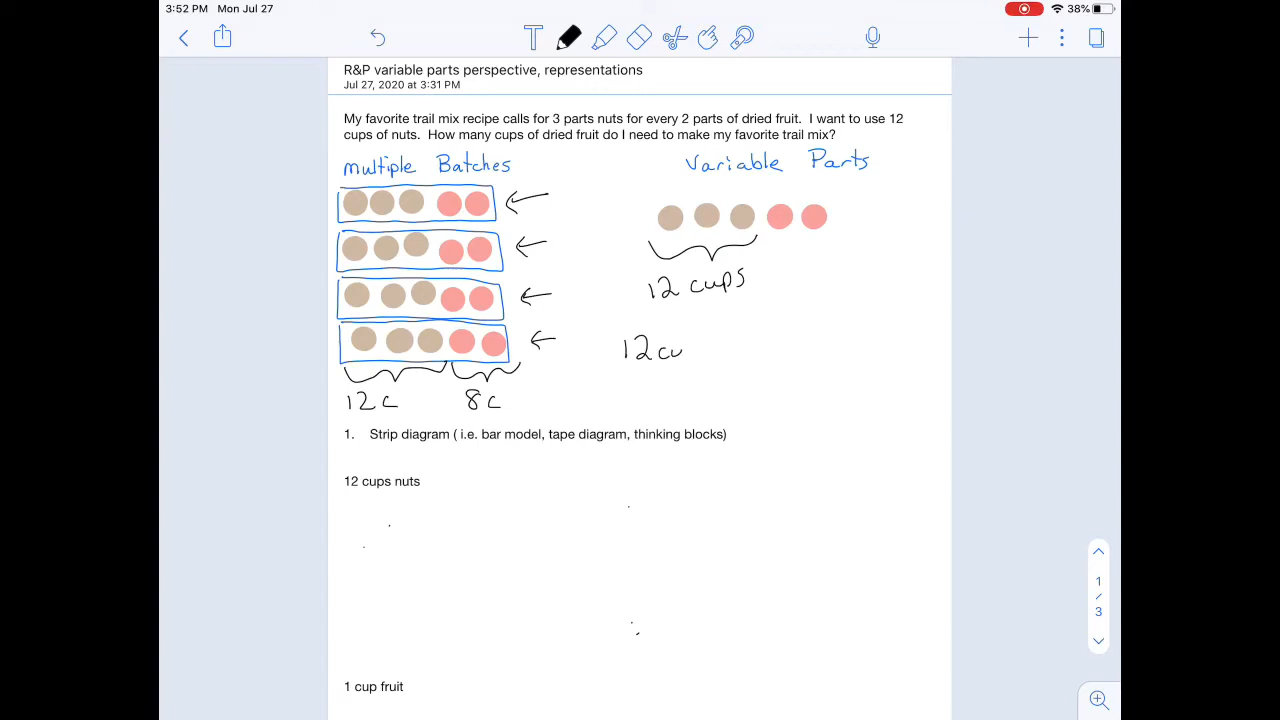 3:52 PM Mon Jul 27
38%
R&P variable parts perspective, representations
Jul 27, 2020 at 3:31 PM
My favorite trail mix recipe calls for 3 parts nuts for every 2 parts of dried fruit. I want to use 12
cups of nuts. How many cups of dried fruit do I need to make my favorite trail mix?
multiple Batches
Variable Parts
12 cups
12cu
12c 8c
1. Strip diagram ( i.e. bar model, tape diagram, thinking blocks)
12 cups nuts
1
/
3
1 cup fruit